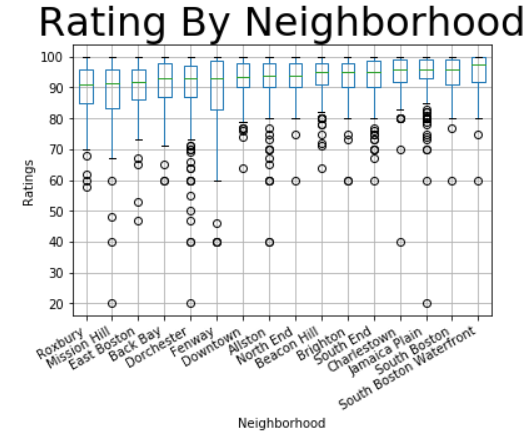 Rating By Neighborhood
100
90
80
70
60
50
40
30
20
Ratings
Roxbury
Mission Hill
East Boston
Back Bay
Dorchester
Fenway
Downtown
Allston
North End
Beacon Hill
Brighton
South End
Charlestown
Jamaica Plain
South Boston
South Boston Waterfront
Neighborhood